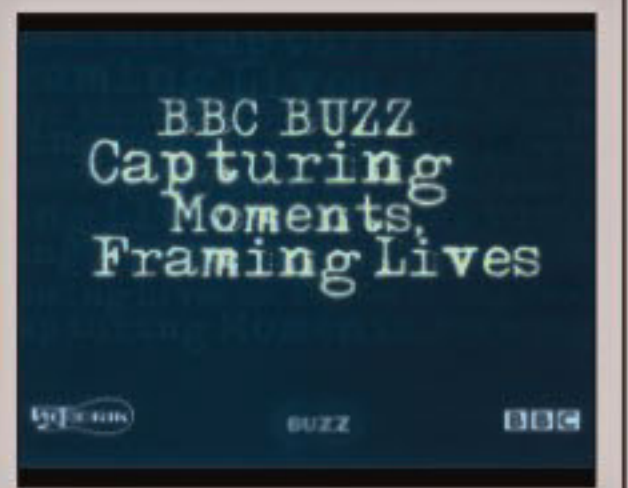 BBC BUZZ
Capturing
Moments,
Framing Lives
BUZZ
BBC